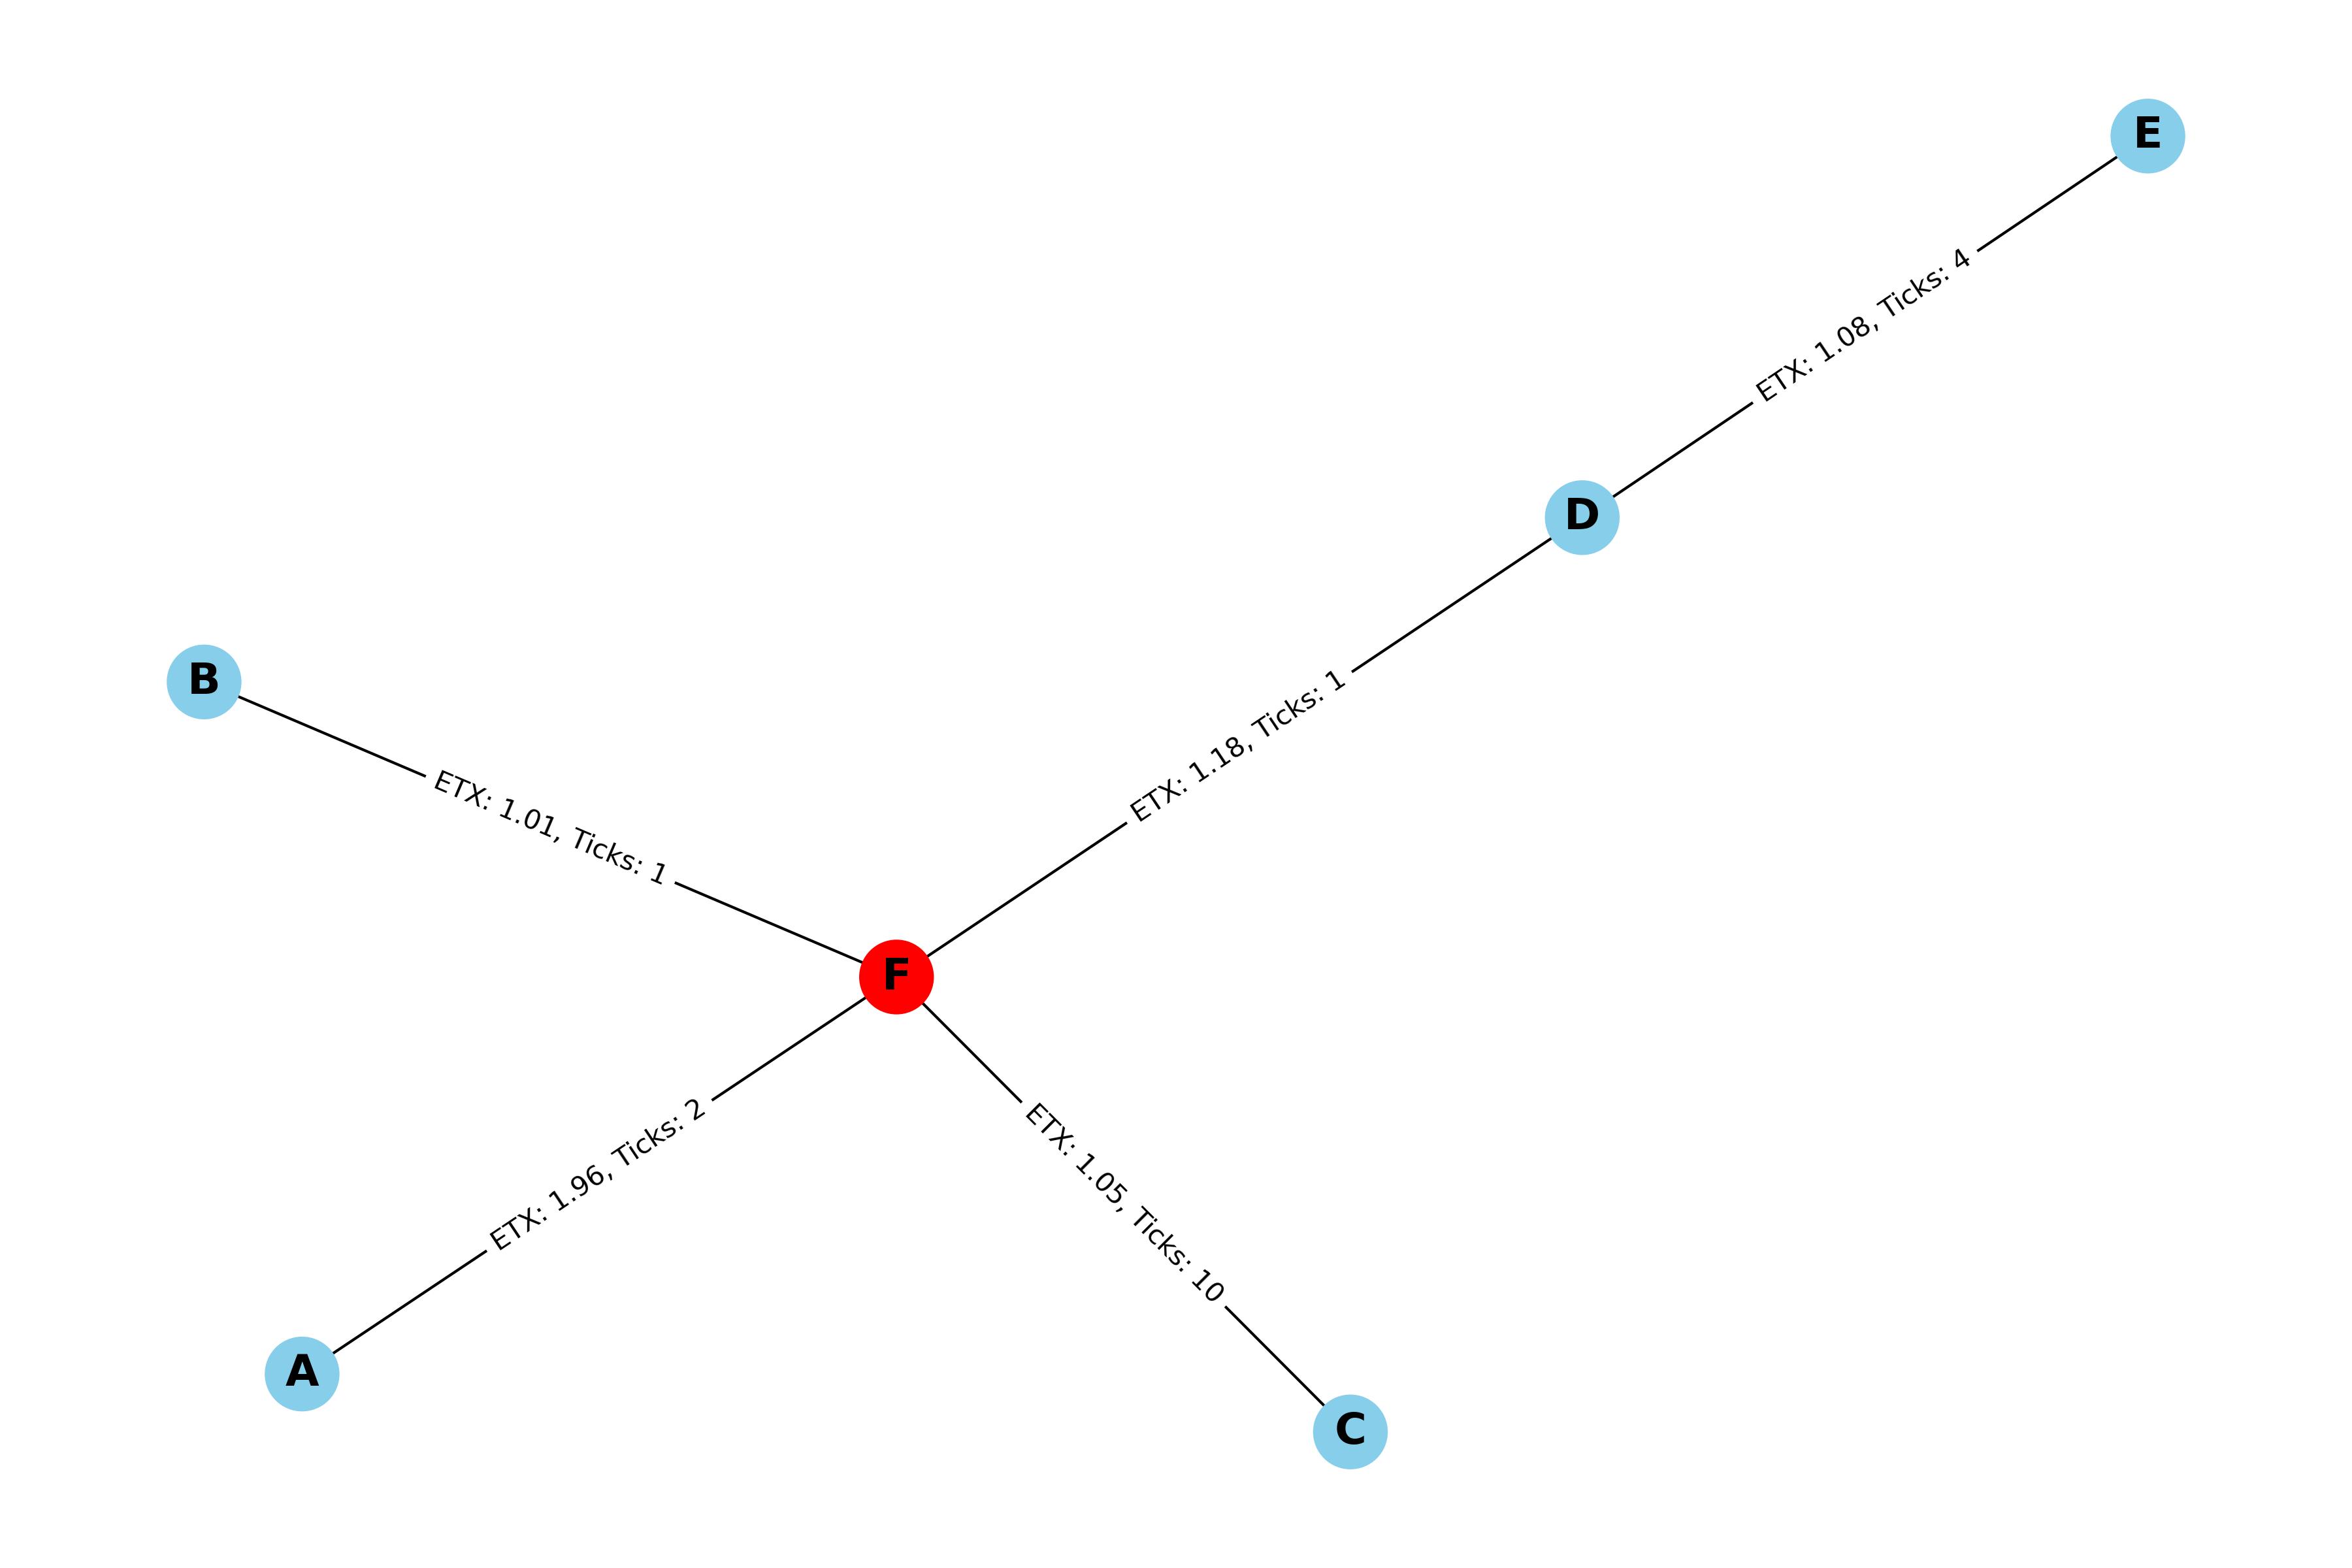 E
ETX: 1.08, Ticks: 4
D
B
ETX: 1.18, Ticks: 1
ETX: 1.01, Ticks: 1
F
ETX: 1.96, Ticks: 2
ETX: 1.05, Ticks: 10
A
C